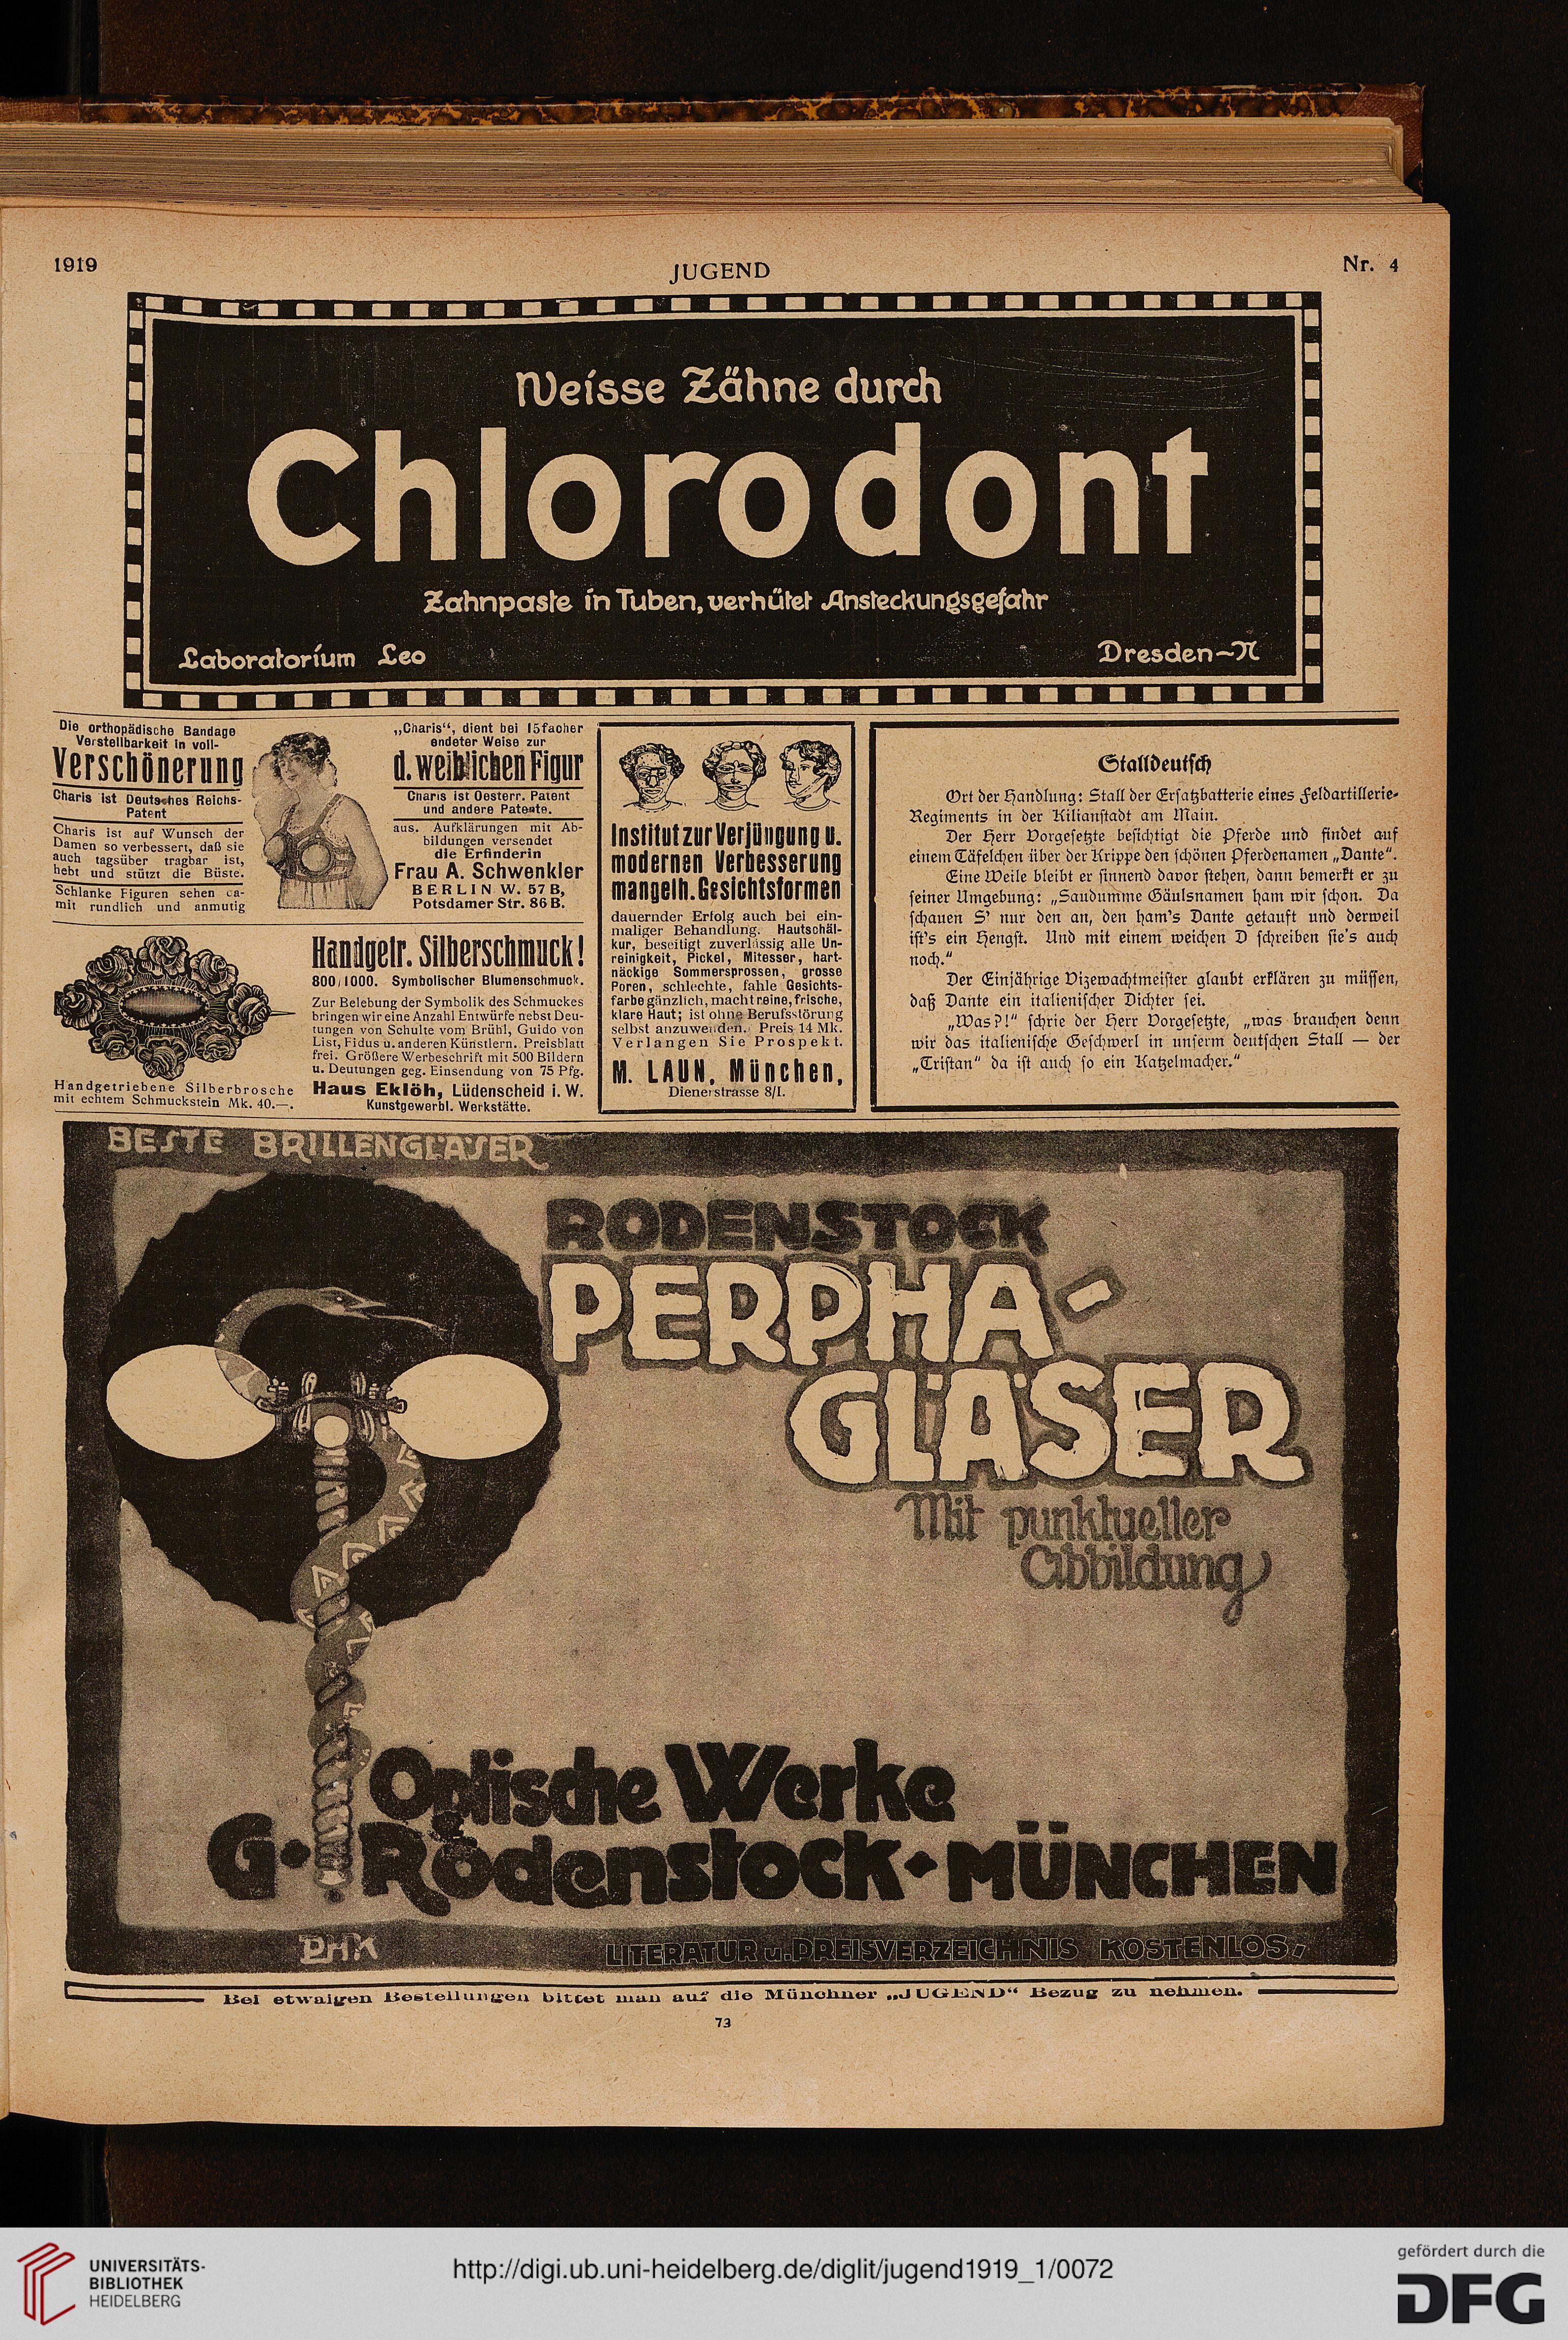 1919
JUGEND
Nr. 4
Weisse Zähne durch
Chlorodont
Zahnpaste in Tuben, verhütet Ansteckungsgefahr
Laboratorium Leo
Dresden-N
Die orthopädische Bandage
Verstellbarkeit in voll-
Verschönerung
Charis ist Deutsches Reichs-
Patent
Charis ist auf Wunsch der
Damen so verbessert, daß sie
auch tagsüber tragbar ist,
hebt und stützt die Büste.
Schlanke Figuren sehen da-
mit rundlich und anmutig
„Charis“, dient bei 15facher
endeter Weise zur
d. weiblichen Figur
Charis ist Oesterr. Patent
und andere Patente.
aus. Aufklärungen mit Ab-
bildungen versendet
die Erfinderin
Frau A. Schwenkler
BERLIN W. 57 B,
Potsdamer Str. 86 B.
Handgetr. Silberschmuck!
800/1000. Symbolischer Blumenschmuck.
Zur Belebung der Symbolik des Schmuckes
bringen wir eine Anzahl Entwürfe nebst Deu-
tungen von Schulte vom Brühl, Guido von
List, Fidus u. anderen Künstlern. Preisblatt
frei. Größere Werbeschrift mit 500 Bildern
u. Deutungen geg. Einsendung von 75 Pfg.
Haus Eklöh, Lüdenscheid i. W.
Kunstgewerbl. Werkstätte.
Handgetriebene Silberbrosche
mit echtem Schmuckstein Mk. 40.—.
Institut zur Verjüngung u.
modernen Verbesserung
mangelh. Gesichtsformen
dauernder Erfolg auch bei ein-
maliger Behandlung. Hautschäl-
kur, beseitigt zuverlässig alle Un-
reinigkeit, Pickel, Mitesser, hart-
näckige Sommersprossen, grosse
Poren, schlechte, fahle Gesichts-
farbe gänzlich, macht reine, frische,
klare Haut; ist ohne Berufsstörung
selbst anzuwenden. Preis 14 Mk.
Verlangen Sie Prospekt.
M. LAUN, München,
Dienerstrasse 8/I.
Stalldeutsch
Ort der Handlung: Stall der Ersatzbatterie eines Feldartillerie-
Regiments in der Kilianstadt am Main.
Der Herr Vorgesetzte besichtigt die Pferde und findet auf
einem Täfelchen über der Krippe den schönen Pferdenamen „Dante“.
Eine Weile bleibt er sinnend davor stehen, dann bemerkt er zu
seiner Umgebung: „Saudumme Gäulsnamen ham wir schon. Da
schauen S' nur den an, den ham's Dante getauft und derweil
ist's ein Hengst. Und mit einem weichen D schreiben sie's auch
noch.“
Der Einjährige Vizewachtmeister glaubt erklären zu müssen,
daß Dante ein italienischer Dichter sei.
„Was?!“ schrie der Herr Vorgesetzte, „was brauchen denn
wir das italienische Geschwerl in unserm deutschen Stall — der
„Tristan“ da ist auch so ein Katzelmacher.“
BESTE BRILLENGLÄSER
RODENSTOCK
PERPHA-
GLÄSER
Mit punktueller
Abbildung
Optische Werke
G. Rodenstock · MÜNCHEN
PHK
LITERATUR u. PREISVERZEICHNIS KOSTENLOS.
Bei etwaigen Bestellungen bittet man auf die Münchner „JUGEND“ Bezug zu nehmen.
73
UNIVERSITÄTS-
BIBLIOTHEK
HEIDELBERG
http://digi.ub.uni-heidelberg.de/diglit/jugend1919_1/0072
gefördert durch die
DFG